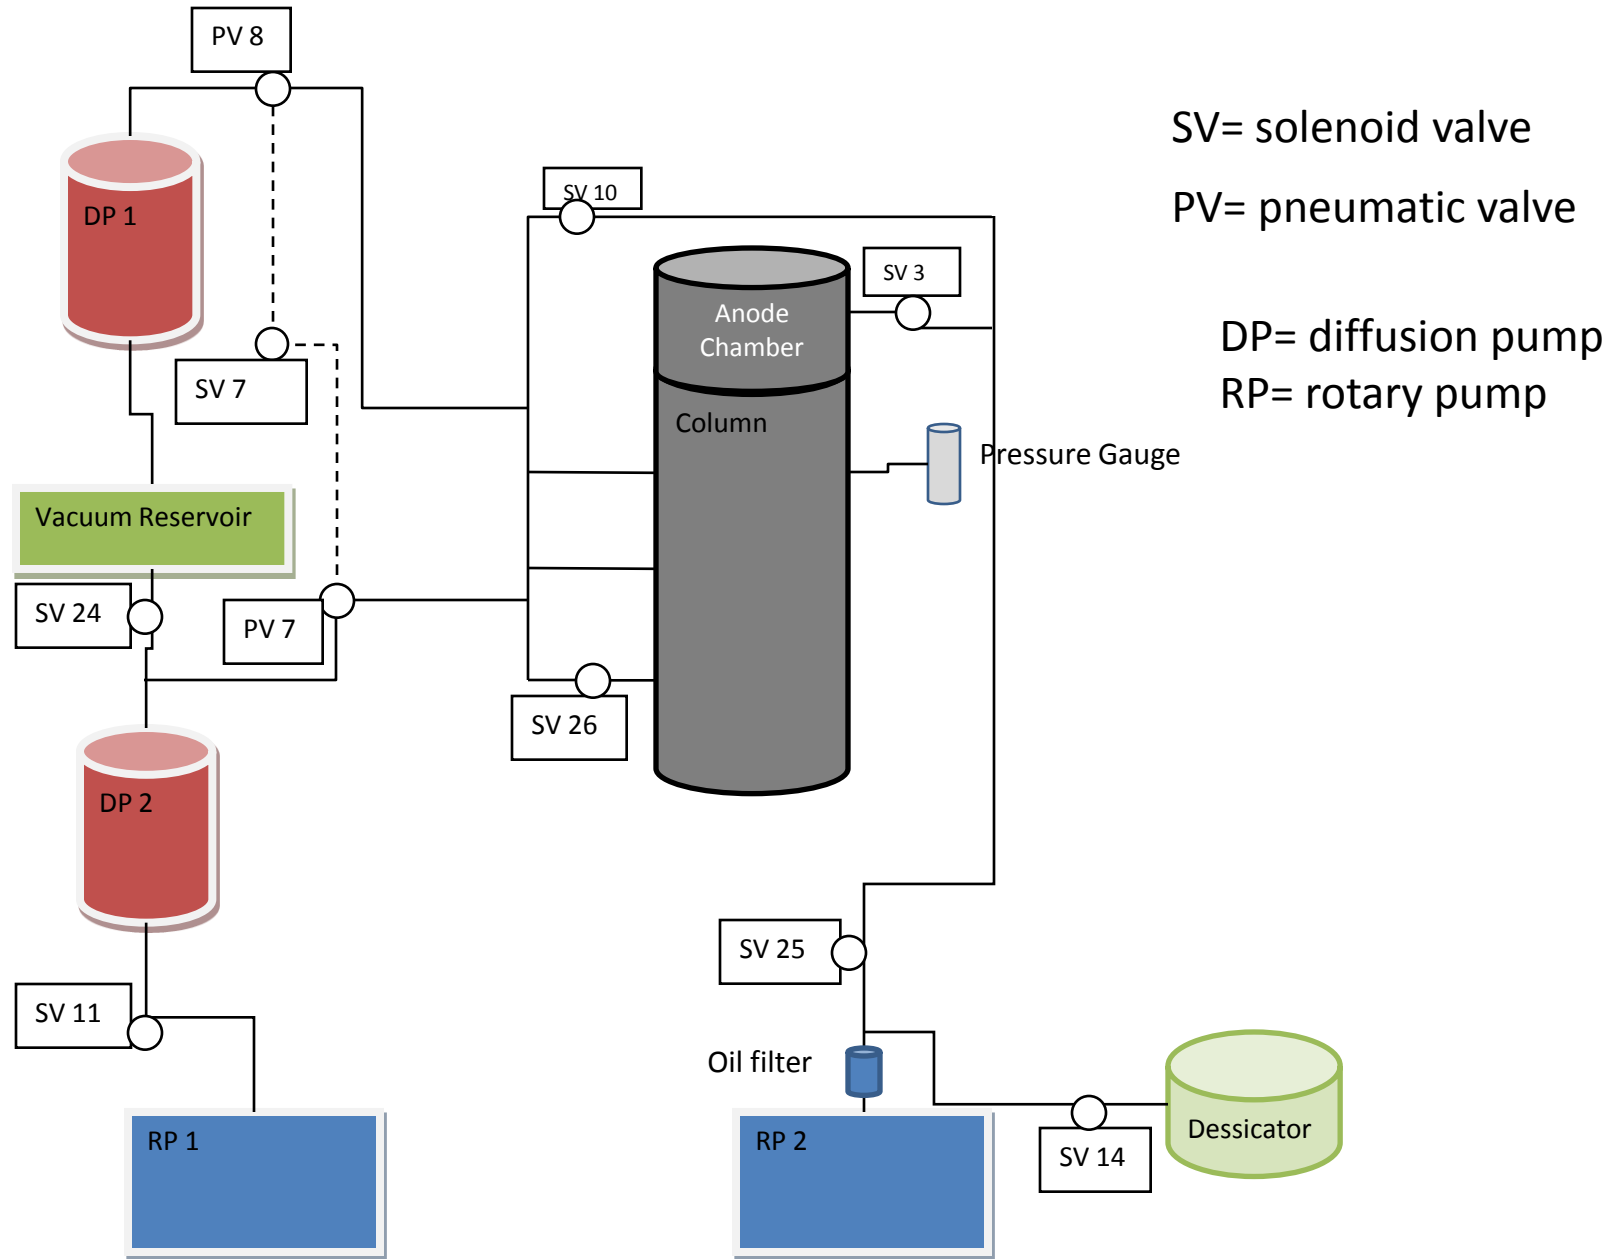 PV 8
SV= solenoid valve
SV 10
PV= pneumatic valve
DP 1
SV 3
Anode
Chamber
DP= diffusion pump
RP= rotary pump
SV 7
Column
Pressure Gauge
Vacuum Reservoir
SV 24
PV 7
SV 26
DP 2
SV 25
SV 11
Oil filter
RP 1
RP 2
SV 14
Dessicator